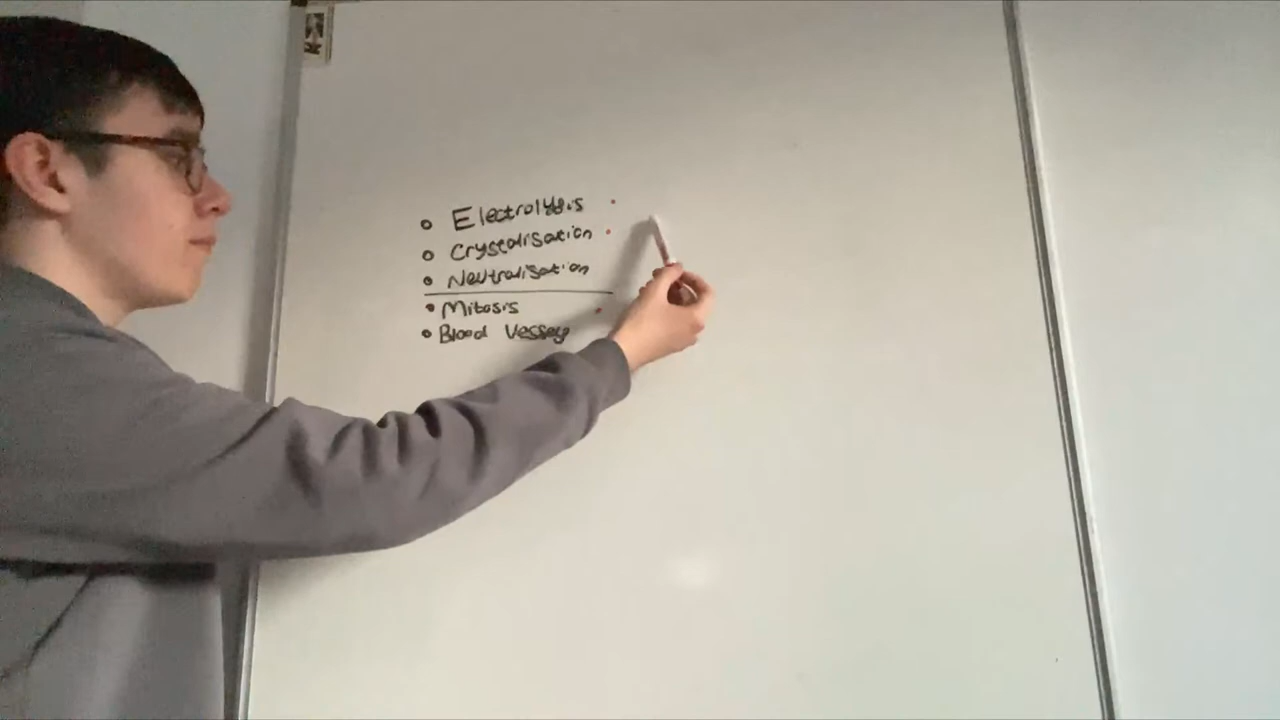 Electrolysis
Crystalisation
Neutralisation
Mitosis
Blood Vessels